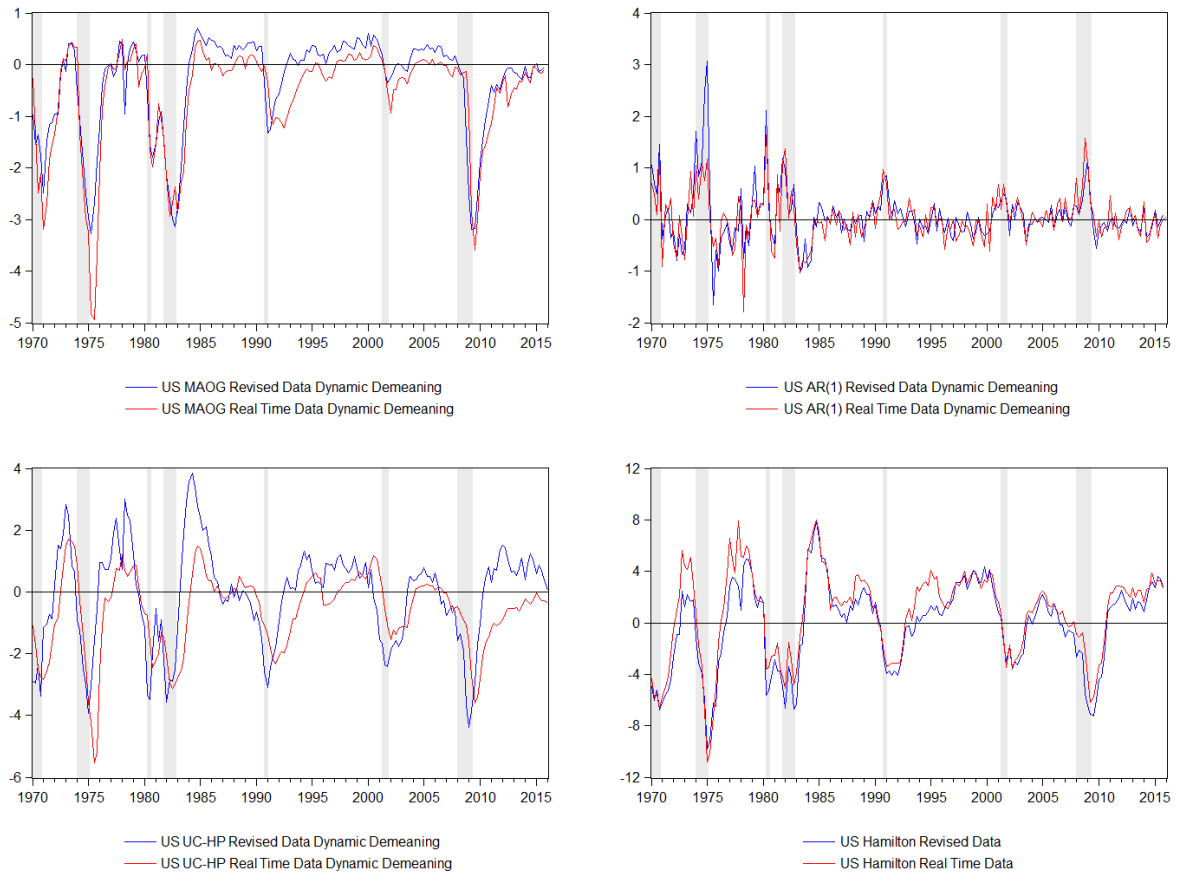 1
0
-1
-2
-3
-4
-5
1970 1975 1980 1985 1990 1995 2000 2005 2010 2015
US MAOG Revised Data Dynamic Demeaning
US MAOG Real Time Data Dynamic Demeaning
4
3
2
1
0
-1
-2
1970 1975 1980 1985 1990 1995 2000 2005 2010 2015
US AR(1) Revised Data Dynamic Demeaning
US AR(1) Real Time Data Dynamic Demeaning
4
2
0
-2
-4
-6
1970 1975 1980 1985 1990 1995 2000 2005 2010 2015
US UC-HP Revised Data Dynamic Demeaning
US UC-HP Real Time Data Dynamic Demeaning
12
8
4
0
-4
-8
-12
1970 1975 1980 1985 1990 1995 2000 2005 2010 2015
US Hamilton Revised Data
US Hamilton Real Time Data